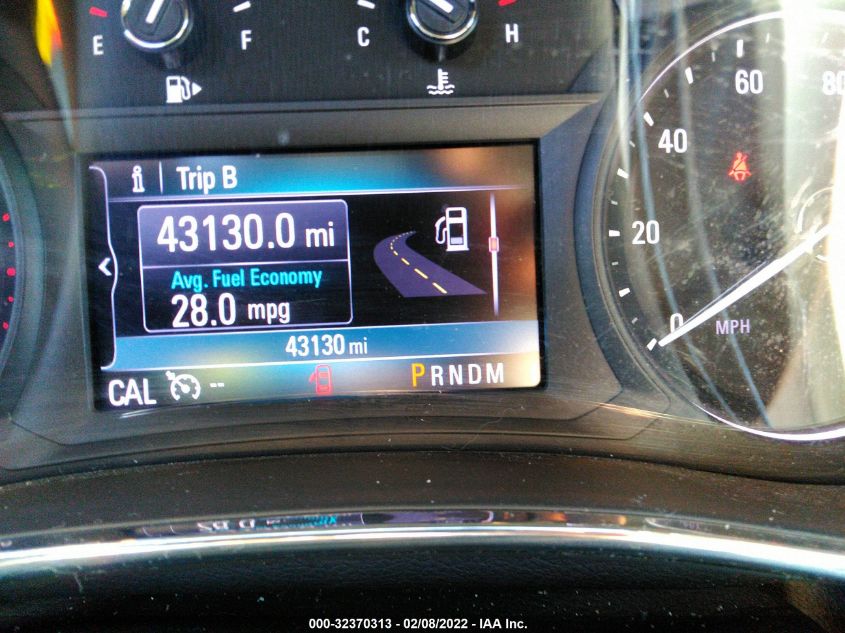 E F C H
60 80
40
20
0
MPH
i Trip B
43130.0 mi
Avg. Fuel Economy
28.0 mpg
43130 mi
CAL -- PRNDM
000-32370313 - 02/08/2022 - IAA Inc.